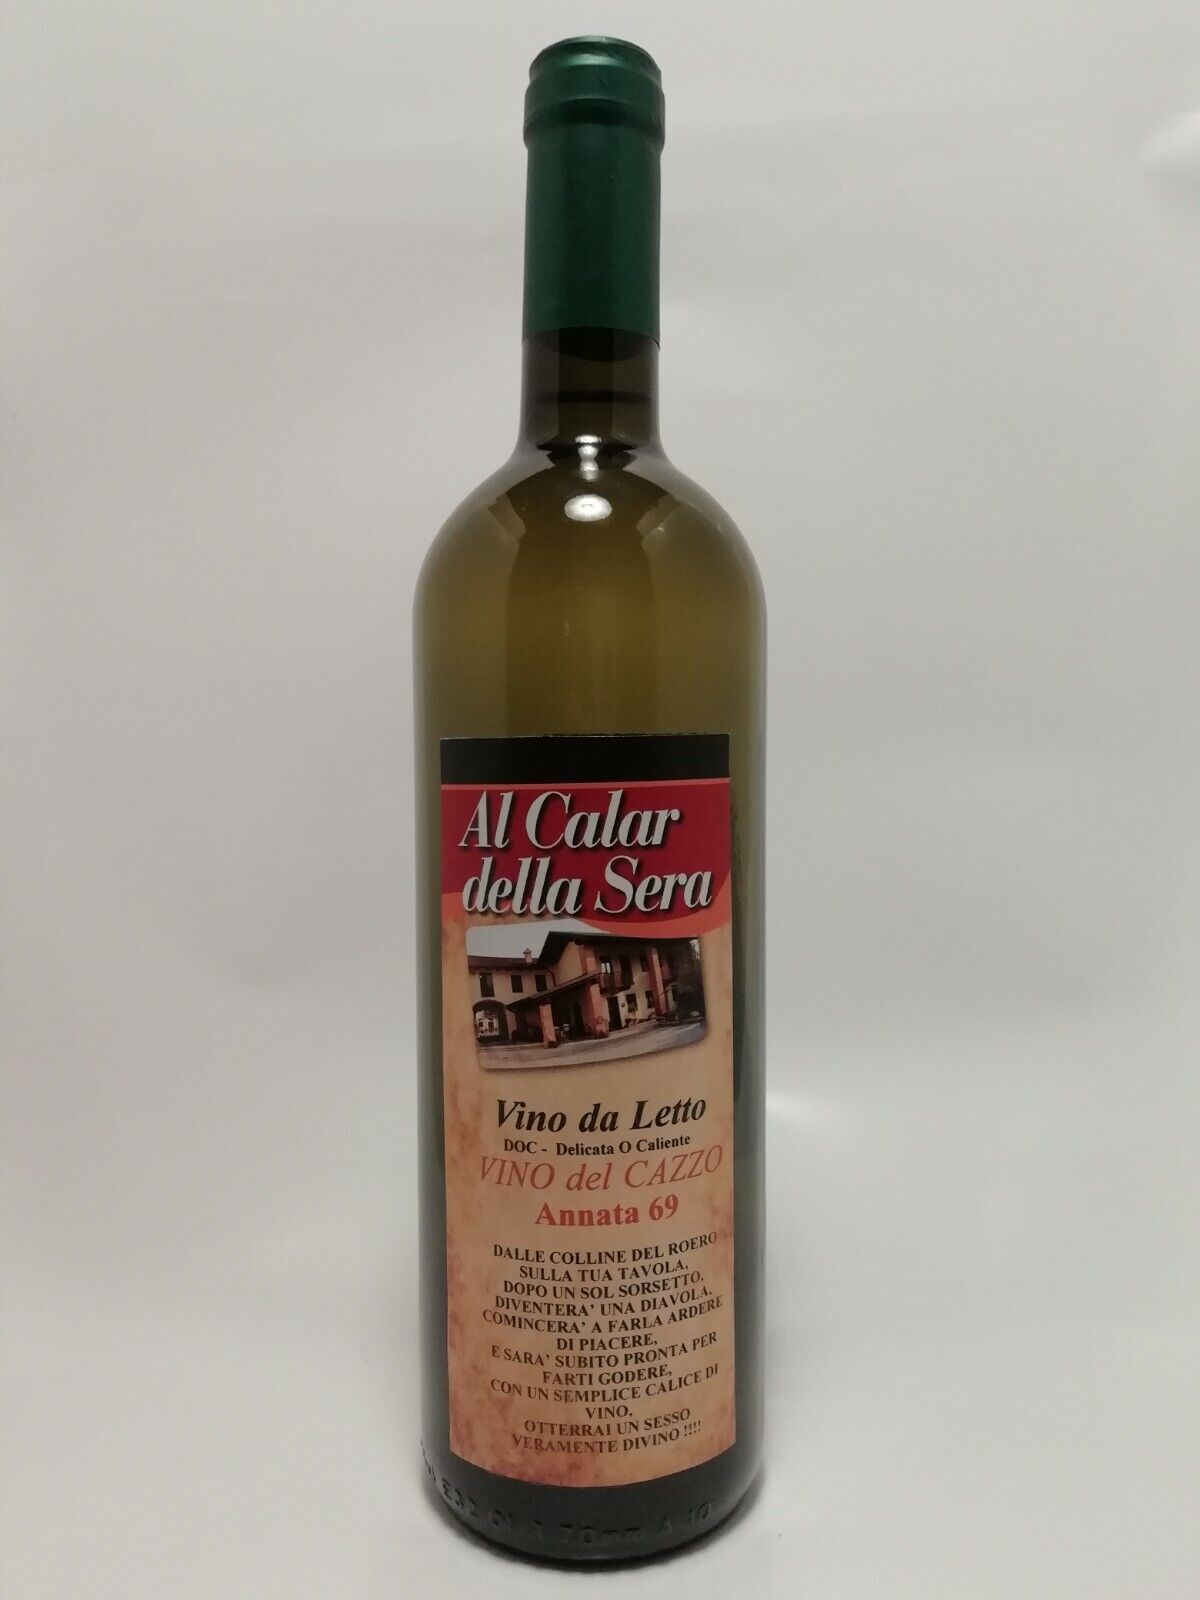 Al Calar
della Sera
Vino da Letto
DOC - Delicata O Caliente
VINO del CAZZO
Annata 69
DALLE COLLINE DEL ROERO
SULLA TUA TAVOLA,
DOPO UN SOL SORSETTO,
DIVENTERA' UNA DIAVOLA.
COMINCERA' A FARLA ARDERE
DI PIACERE,
E SARA' SUBITO PRONTA PER
FARTI GODERE,
CON UN SEMPLICE CALICE DI
VINO,
OTTERRAI UN SESSO
VERAMENTE DIVINO !!!!
70mm